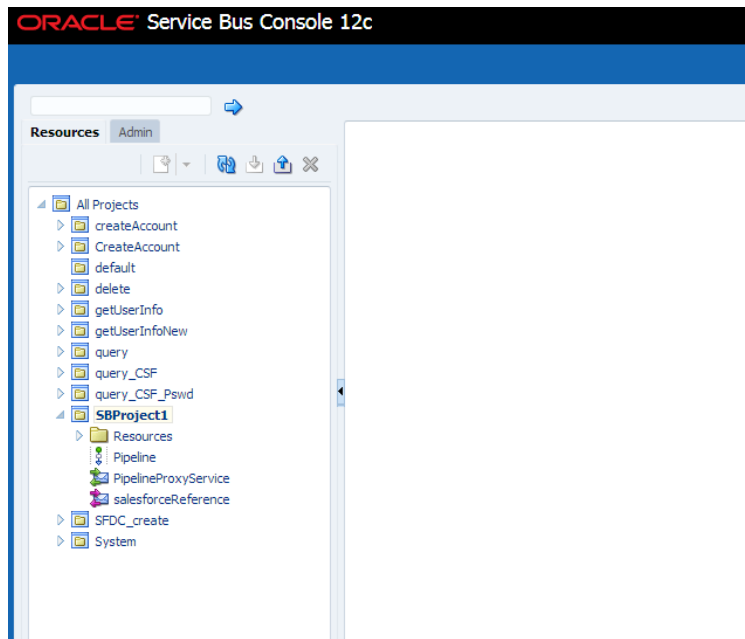 ORACLE Service Bus Console 12c
Resources Admin
All Projects
createAccount
CreateAccount
default
delete
getUserInfo
getUserInfoNew
query
query_CSF
query_CSF_Pswd
SBProject1
Resources
Pipeline
PipelineProxyService
salesforceReference
SFDC_create
System